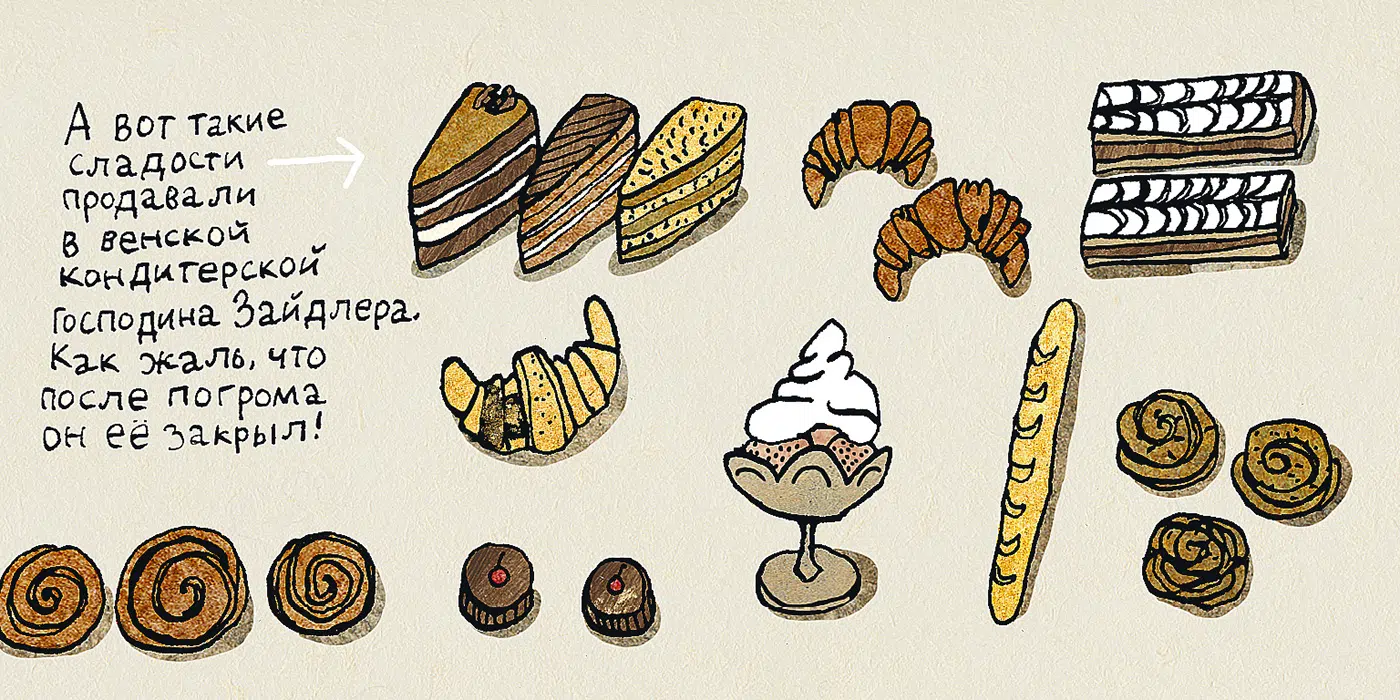 А вот такие
сладости
продавали
в венской
кондитерской
господина Зайдлера.
Как жаль, что
после погрома
он её закрыл!